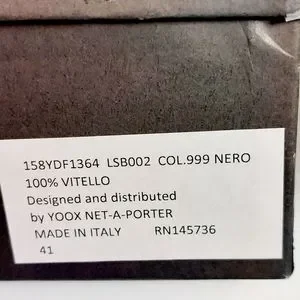 158YDF1364 LSB002 COL.999 NERO
100% VITELLO
Designed and distributed
by YOOX NET-A-PORTER
MADE IN ITALY RN145736
41